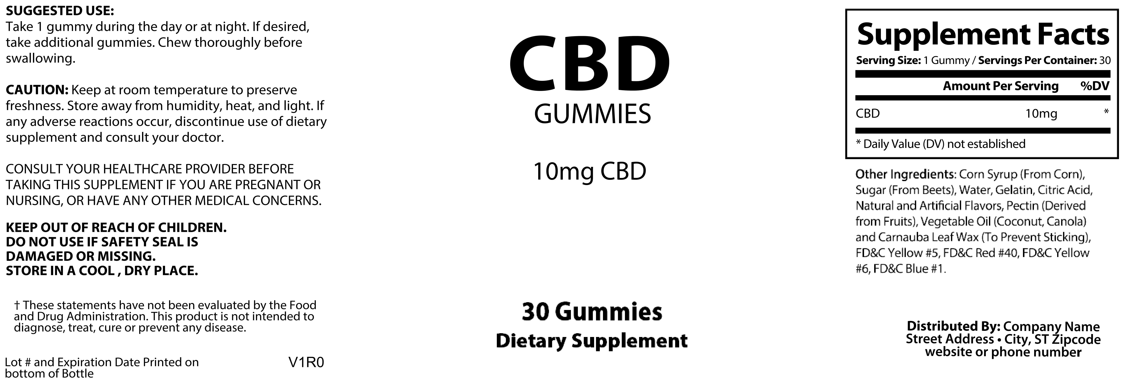 SUGGESTED USE:
Take 1 gummy during the day or at night. If desired,
take additional gummies. Chew thoroughly before
swallowing.
CAUTION: Keep at room temperature to preserve
freshness. Store away from humidity, heat, and light. If
any adverse reactions occur, discontinue use of dietary
supplement and consult your doctor.
CONSULT YOUR HEALTHCARE PROVIDER BEFORE
TAKING THIS SUPPLEMENT IF YOU ARE PREGNANT OR
NURSING, OR HAVE ANY OTHER MEDICAL CONCERNS.
KEEP OUT OF REACH OF CHILDREN.
DO NOT USE IF SAFETY SEAL IS
DAMAGED OR MISSING.
STORE IN A COOL , DRY PLACE.
† These statements have not been evaluated by the Food
and Drug Administration. This product is not intended to
diagnose, treat, cure or prevent any disease.
Lot # and Expiration Date Printed on
bottom of Bottle
V1R0
CBD
GUMMIES
10mg CBD
30 Gummies
Dietary Supplement
Supplement Facts
Serving Size: 1 Gummy / Servings Per Container: 30
Amount Per Serving %DV
CBD 10mg *
* Daily Value (DV) not established
Other Ingredients: Corn Syrup (From Corn),
Sugar (From Beets), Water, Gelatin, Citric Acid,
Natural and Artificial Flavors, Pectin (Derived
from Fruits), Vegetable Oil (Coconut, Canola)
and Carnauba Leaf Wax (To Prevent Sticking),
FD&C Yellow #5, FD&C Red #40, FD&C Yellow
#6, FD&C Blue #1.
Distributed By: Company Name
Street Address • City, ST Zipcode
website or phone number